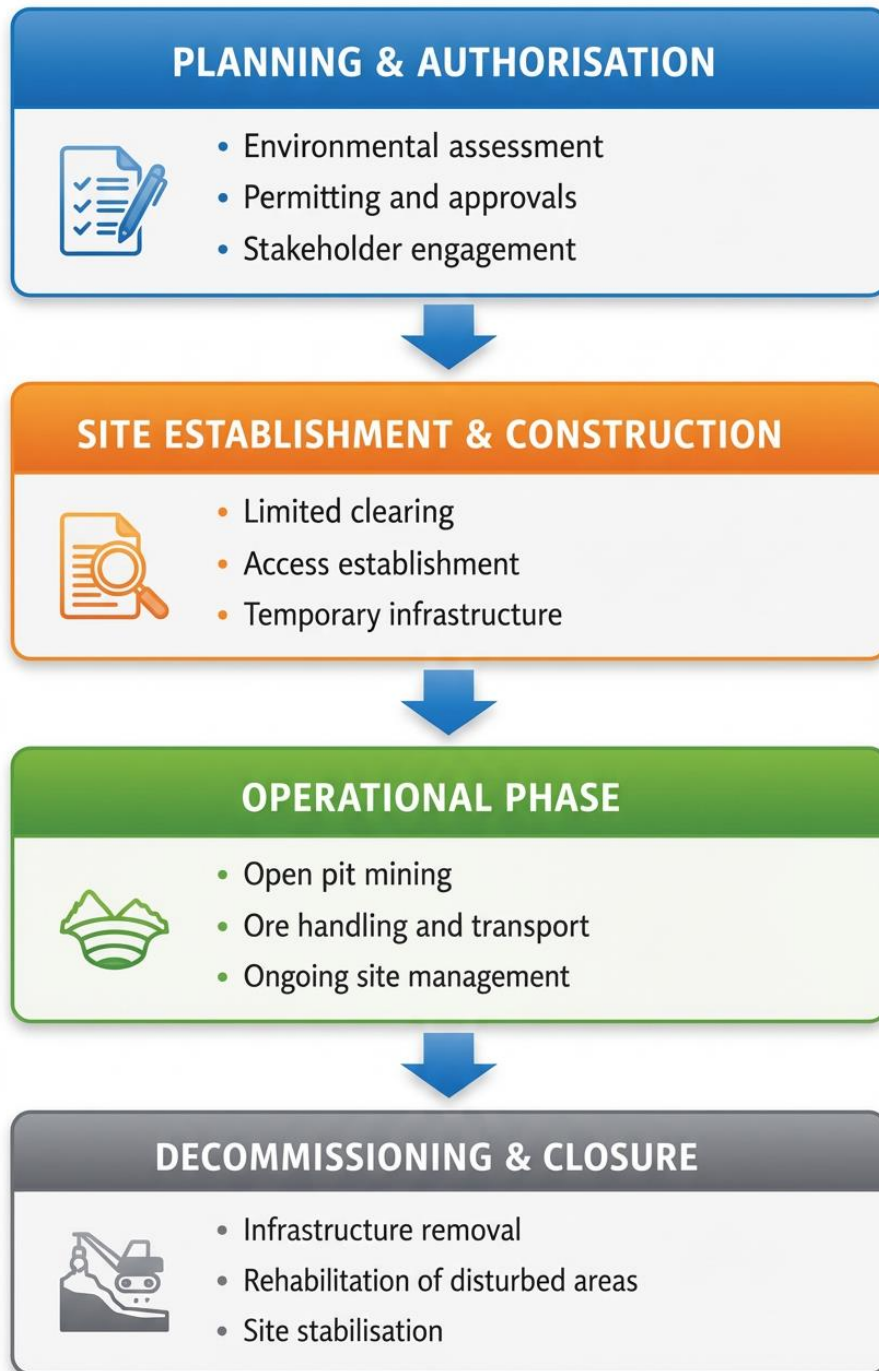 PLANNING & AUTHORISATION
• Environmental assessment
• Permitting and approvals
• Stakeholder engagement
SITE ESTABLISHMENT & CONSTRUCTION
• Limited clearing
• Access establishment
• Temporary infrastructure
OPERATIONAL PHASE
• Open pit mining
• Ore handling and transport
• Ongoing site management
DECOMMISSIONING & CLOSURE
• Infrastructure removal
• Rehabilitation of disturbed areas
• Site stabilisation